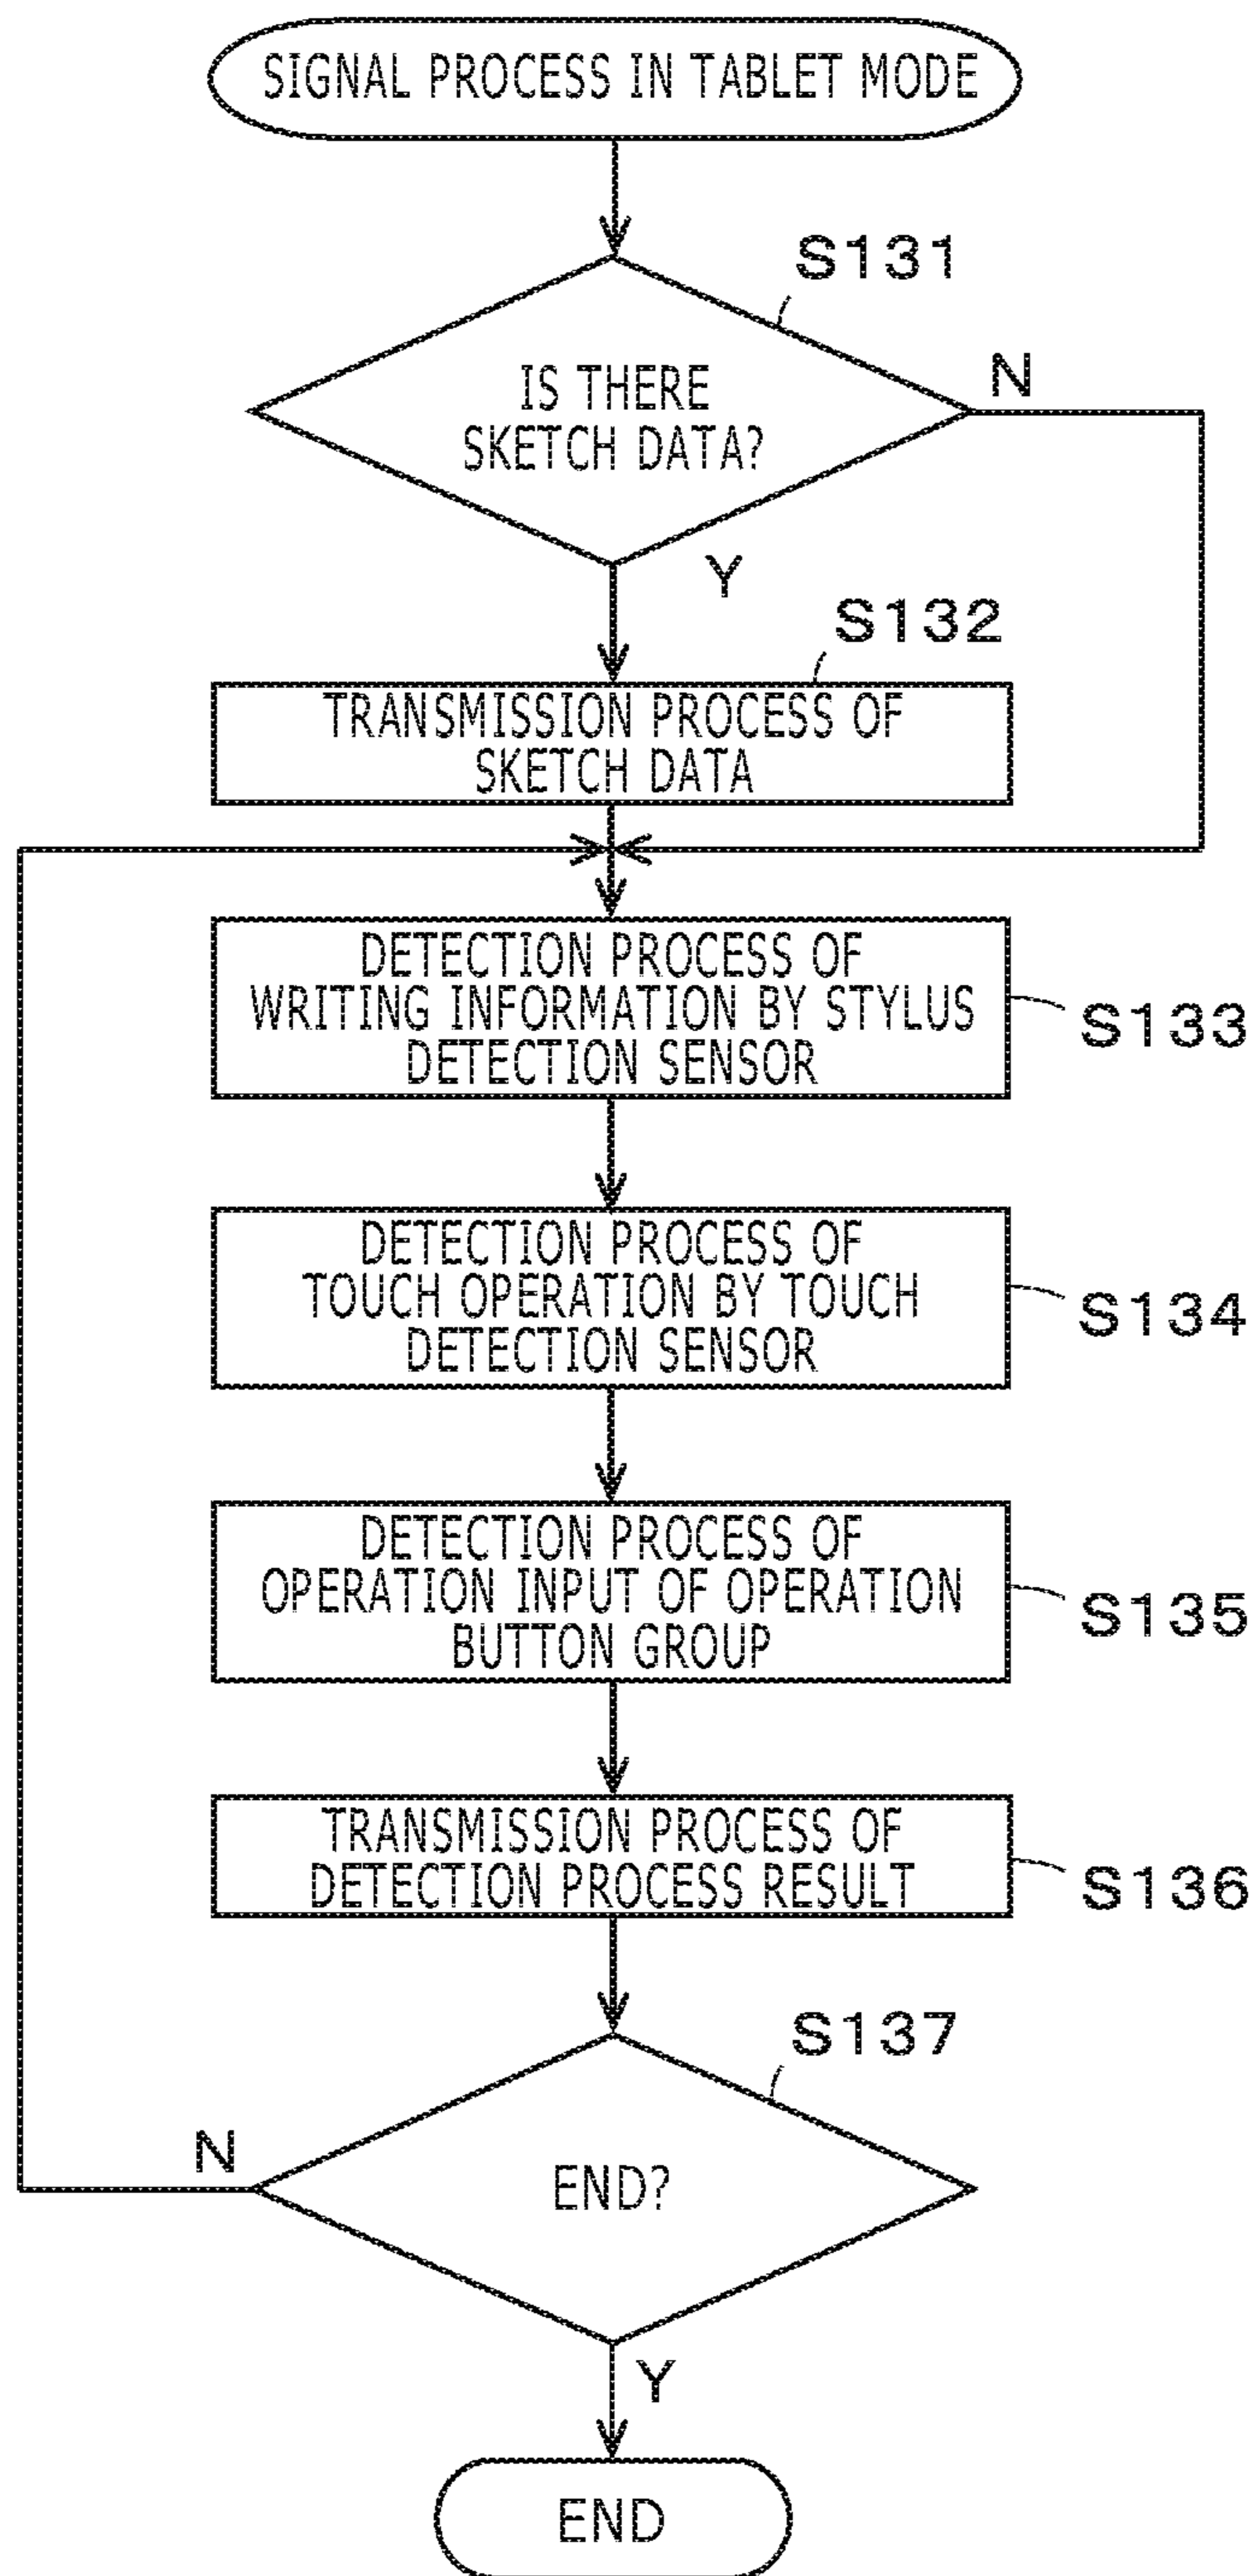 SIGNAL PROCESS IN TABLET MODE
S131
IS THERE
SKETCH DATA?
N
Y
S132
TRANSMISSION PROCESS OF
SKETCH DATA
DETECTION PROCESS OF
WRITING INFORMATION BY STYLUS
DETECTION SENSOR
S133
DETECTION PROCESS OF
TOUCH OPERATION BY TOUCH
DETECTION SENSOR
S134
DETECTION PROCESS OF
OPERATION INPUT OF OPERATION
BUTTON GROUP
S135
TRANSMISSION PROCESS OF
DETECTION PROCESS RESULT
S136
S137
N
END?
Y
END